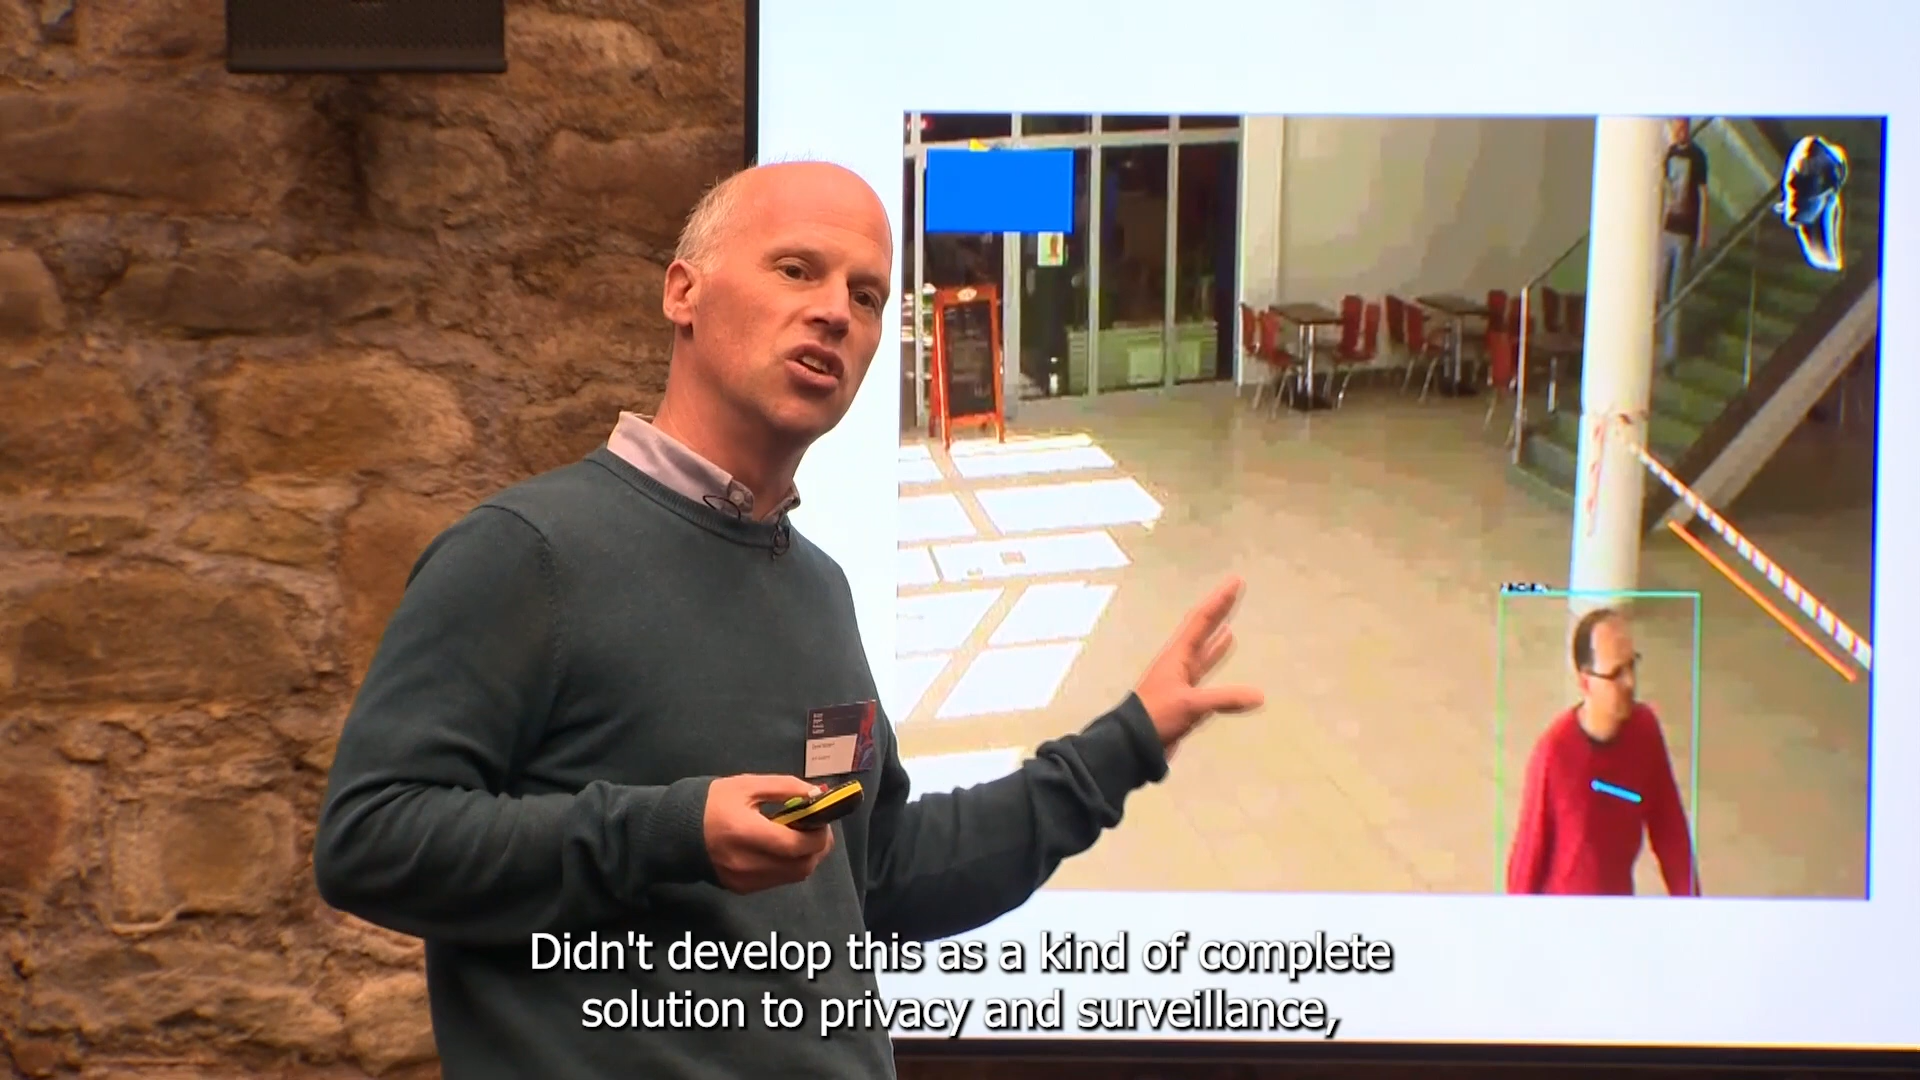 Didn't develop this as a kind of complete
solution to privacy and surveillance,